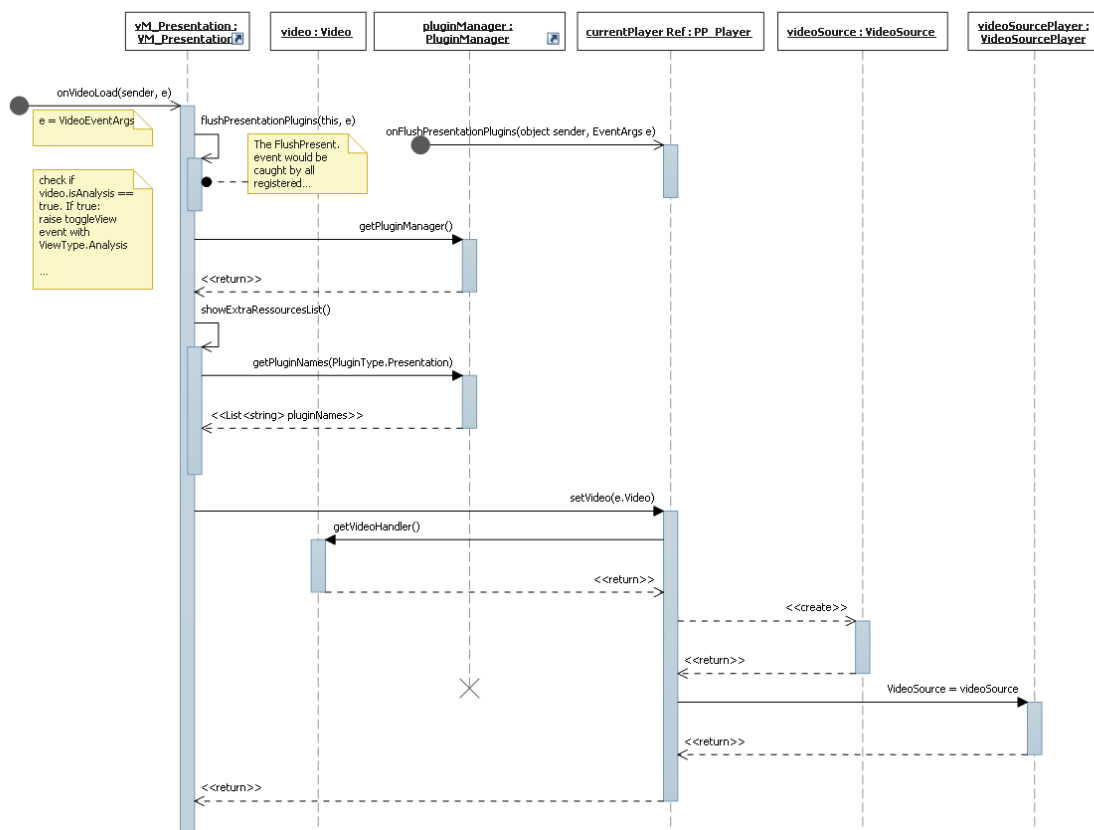 vM_Presentation :
VM_Presentation
video : Video
pluginManager :
PluginManager
currentPlayer Ref : PP_Player
videoSource : VideoSource
videoSourcePlayer :
VideoSourcePlayer
onVideoLoad(sender, e)
e = VideoEventArgs
flushPresentationPlugins(this, e)
onFlushPresentationPlugins(object sender, EventArgs e)
The FlushPresent.
event would be
caught by all
registered...
check if
video.isAnalysis ==
true. If true:
raise toggleView
event with
ViewType.Analysis
...
getPluginManager()
<<return>>
showExtraRessourcesList()
getPluginNames(PluginType.Presentation)
<<List<string> pluginNames>>
setVideo(e.Video)
getVideoHandler()
<<return>>
<<create>>
<<return>>
VideoSource = videoSource
<<return>>
<<return>>